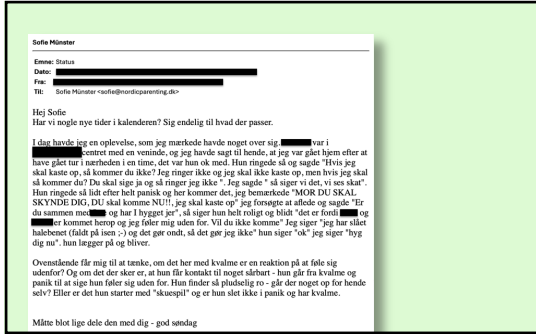 Sofie Münster
Emne: Status
Dato:
Fra:
Til: Sofie Münster <sofie@nordicparenting.dk>
Hej Sofie
Har vi nogle nye tider i kalenderen? Sig endelig til hvad der passer.
I dag havde jeg en oplevelse, som jeg mærkede havde noget over sig. var i
centret med en veninde, og jeg havde sagt til hende, at jeg var gået hjem efter at
have gået tur i nærheden i en time, det var hun ok med. Hun ringede så og sagde "Hvis jeg
skal kaste op, så kommer du ikke? Jeg ringer ikke og jeg skal ikke kaste op, men hvis jeg skal
så kommer du? Du skal sige ja og så ringer jeg ikke ". Jeg sagde " så siger vi det, vi ses skat".
Hun ringede så lidt efter helt panisk og her kommer det, jeg bemærkede "MOR DU SKAL
SKYNDE DIG, DU SKAL KOMME NU!!, jeg skal kaste op" jeg forsøgte at aflede og sagde "Er
du sammen med og har I hygget jer", så siger hun helt roligt og blidt "det er fordi og
er kommet herop og jeg føler mig uden for. Vil du ikke komme" Jeg siger "jeg har slået
halebenet (faldt på isen ;-) og det gør ondt, så det gør jeg ikke" hun siger "ok" jeg siger "hyg
dig nu". hun lægger på og bliver.
Ovenstående får mig til at tænke, om det her med kvalme er en reaktion på at føle sig
udenfor? Og om det der sker er, at hun får kontakt til noget sårbart - hun går fra kvalme og
panik til at sige hun føler sig uden for. Hun finder så pludselig ro - går der noget op for hende
selv? Eller er det hun starter med "skuespil" og er hun slet ikke i panik og har kvalme.
Måtte blot lige dele den med dig - god søndag